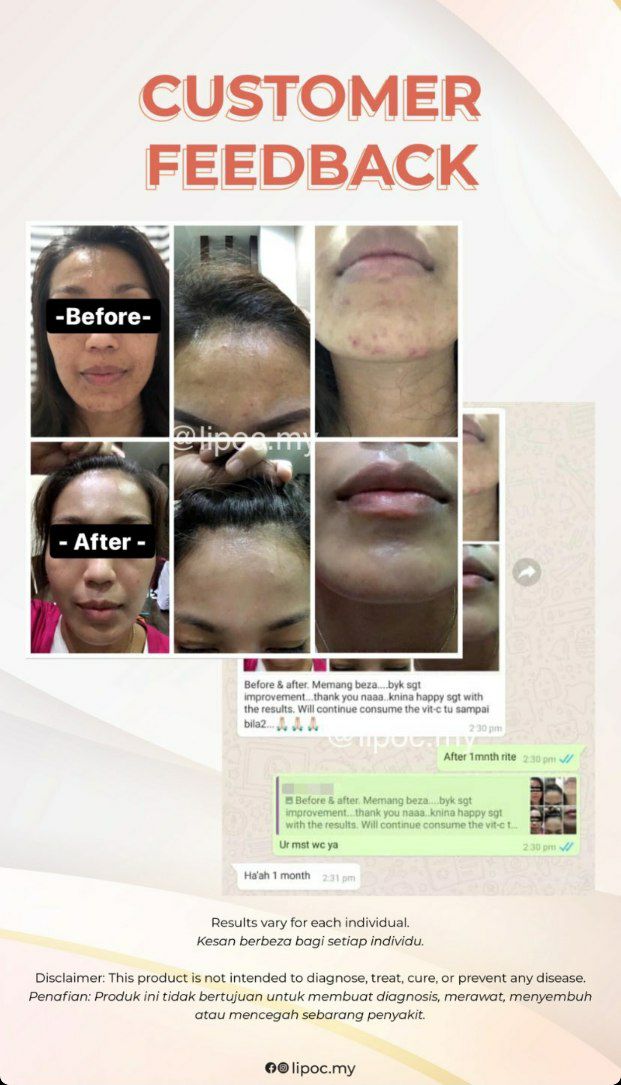 CUSTOMER
FEEDBACK
-Before-
@lipoc.my
- After -
Before & after. Memang beza....byk sgt
improvement...thank you naaa..knina happy sgt with
the results. Will continue consume the vit-c tu sampai
bila2...🙏🏻🙏🏻🙏🏻
2:30 pm
@lipoc.my
After 1mnth rite 2:30 pm
Before & after. Memang beza....byk sgt
improvement...thank you naaa..knina happy sgt
with the results. Will continue consume the vit-c t...
Ur mst wc ya 2:30 pm
Ha'ah 1 month 2:31 pm
Results vary for each individual.
Kesan berbeza bagi setiap individu.
Disclaimer: This product is not intended to diagnose, treat, cure, or prevent any disease.
Penafian: Produk ini tidak bertujuan untuk membuat diagnosis, merawat, menyembuh
atau mencegah sebarang penyakit.
lipoc.my